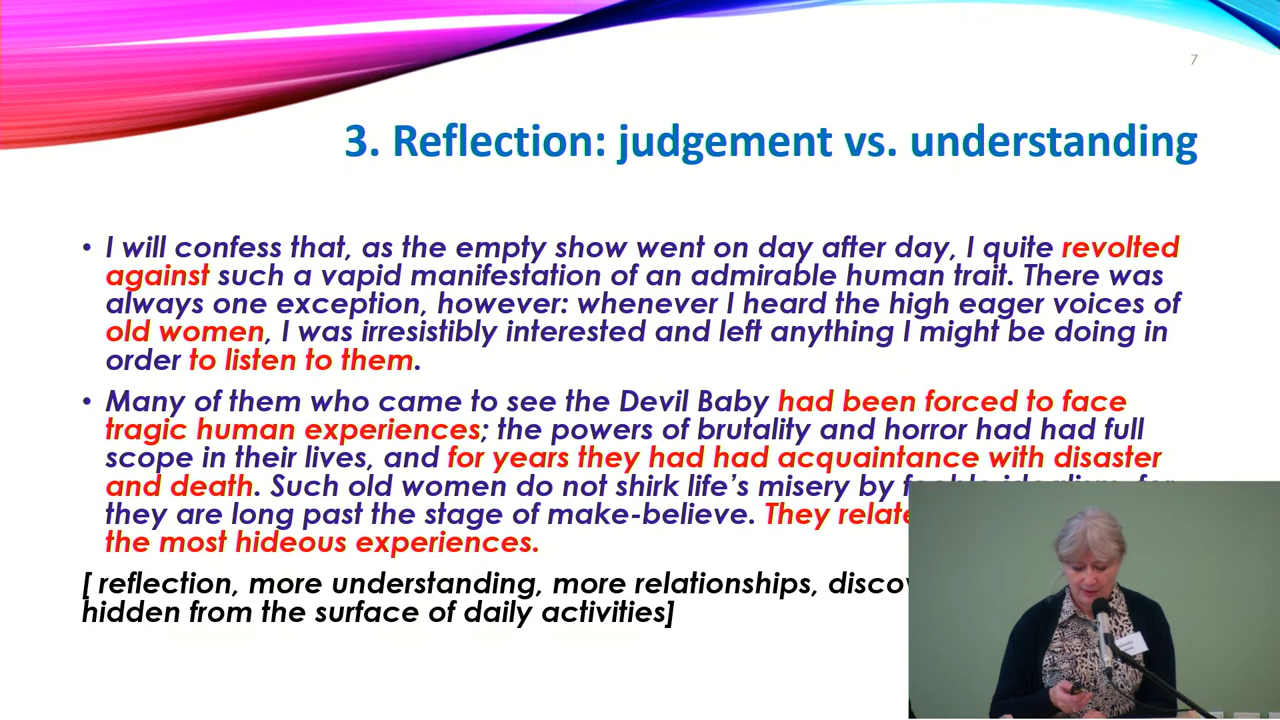 7
3. Reflection: judgement vs. understanding
• I will confess that, as the empty show went on day after day, I quite revolted
against such a vapid manifestation of an admirable human trait. There was
always one exception, however: whenever I heard the high eager voices of
old women, I was irresistibly interested and left anything I might be doing in
order to listen to them.
• Many of them who came to see the Devil Baby had been forced to face
tragic human experiences; the powers of brutality and horror had had full
scope in their lives, and for years they had had acquaintance with disaster
and death. Such old women do not shirk life's misery by
they are long past the stage of make-believe. They
the most hideous experiences.
[ reflection, more understanding, more relationships,
hidden from the surface of daily activities]